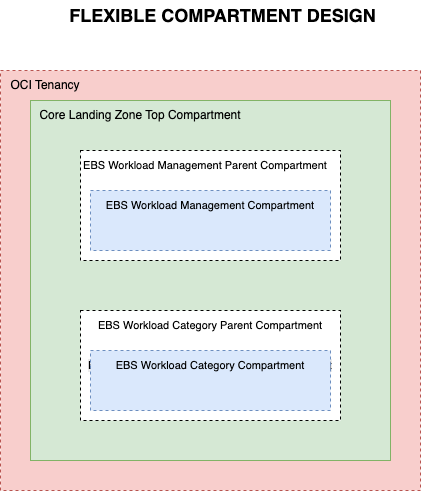 FLEXIBLE COMPARTMENT DESIGN
OCI Tenancy
Core Landing Zone Top Compartment
EBS Workload Management Parent Compartment
EBS Workload Management Compartment
EBS Workload Category Parent Compartment
EBS Workload Category Compartment